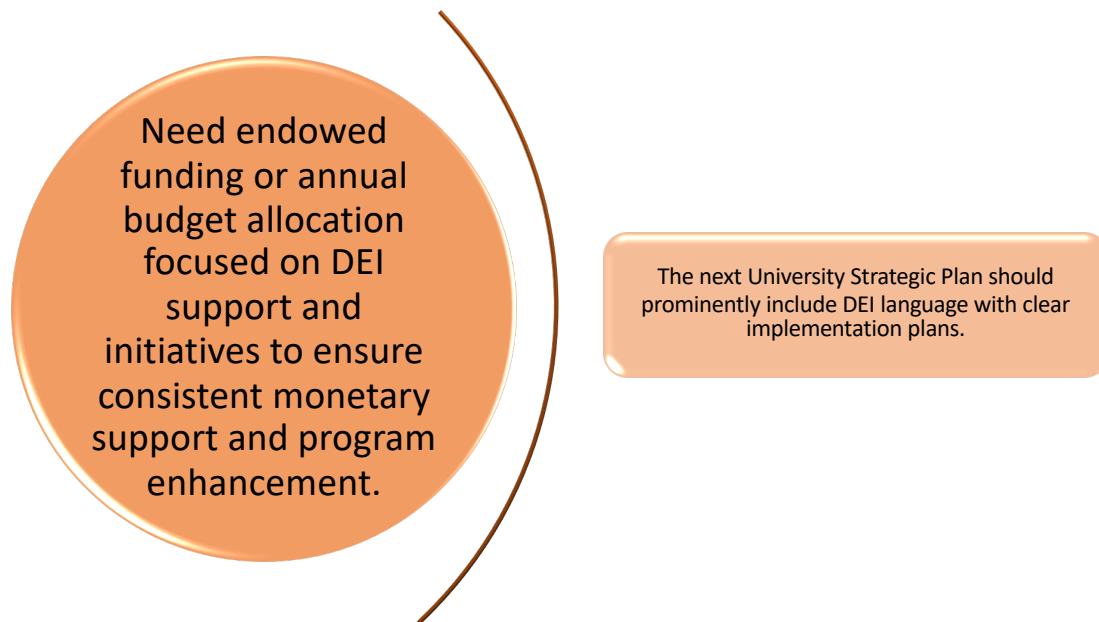 Need endowed
funding or annual
budget allocation
focused on DEI
support and
initiatives to ensure
consistent monetary
support and program
enhancement.
The next University Strategic Plan should
prominently include DEI language with clear
implementation plans.